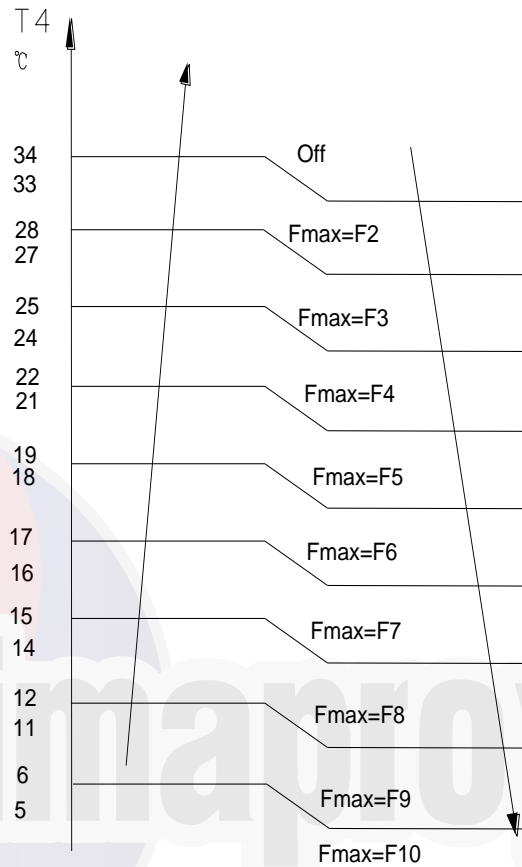 T4
℃
34 Off
33
28 Fmax=F2
27
25 Fmax=F3
24
22 Fmax=F4
21
19 Fmax=F5
18
17 Fmax=F6
16
15 Fmax=F7
14
12 Fmax=F8
11
6 Fmax=F9
5
Fmax=F10
imapro